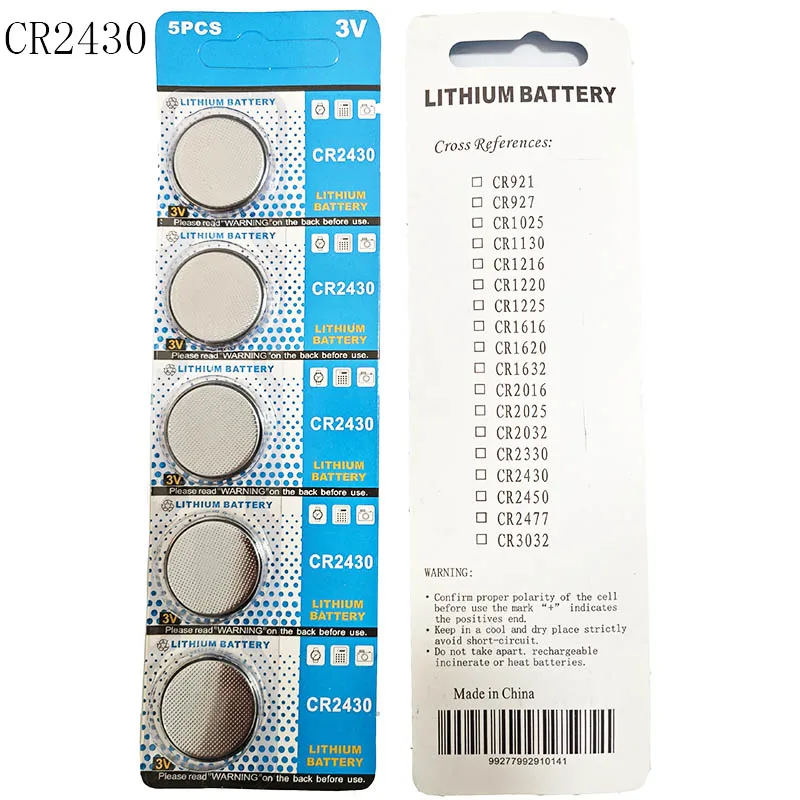 CR2430
5PCS 3V
LITHIUM BATTERY
CR2430
LITHIUM
BATTERY
3V
Please read "WARNING" on the back before use.
LITHIUM BATTERY
CR2430
LITHIUM
BATTERY
3V
Please read "WARNING" on the back before use.
LITHIUM BATTERY
CR2430
LITHIUM
BATTERY
3V
Please read "WARNING" on the back before use.
LITHIUM BATTERY
CR2430
LITHIUM
BATTERY
3V
Please read "WARNING" on the back before use.
LITHIUM BATTERY
CR2430
LITHIUM
BATTERY
3V
Please read "WARNING" on the back before use.
LITHIUM BATTERY
Cross References:
CR921
CR927
CR1025
CR1130
CR1216
CR1220
CR1225
CR1616
CR1620
CR1632
CR2016
CR2025
CR2032
CR2330
CR2430
CR2450
CR2477
CR3032
WARNING:
• Confirm proper polarity of the cell
before use the mark “+” indicates
the positives end.
• Keep in a cool and dry place strictly
avoid short-circuit.
• Do not take apart. rechargeable
incinerate or heat batteries.
Made in China
99277992910141